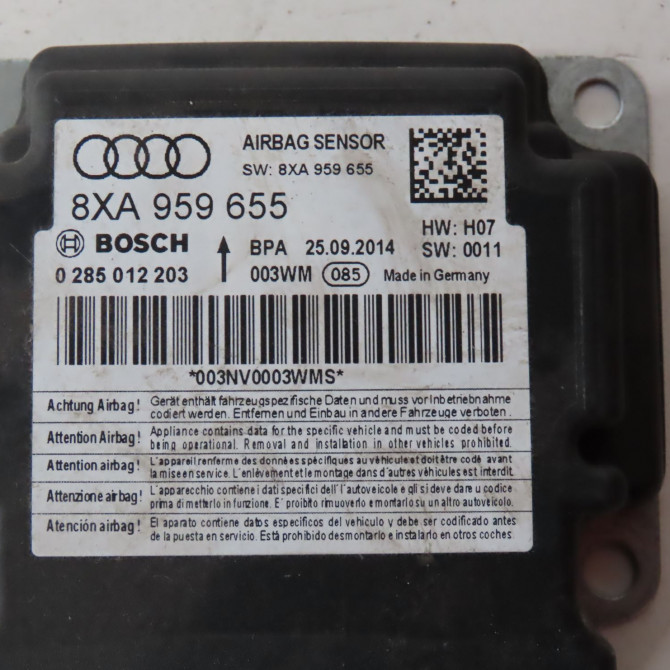 AIRBAG SENSOR
SW: 8XA 959 655
8XA 959 655
HW: H07
BOSCH
BPA 25.09.2014
SW: 0011
0 285 012 203
003WM 085 Made in Germany
*003NV0003WMS*
Achtung Airbag! Gerät enthält fahrzeugspezifische Daten und muss vor Inbetriebnahme
codiert werden. Entfernen und Einbau in andere Fahrzeuge verboten.
Attention Airbag! Appliance contains data for the specific vehicle and must be coded before
being operational. Removal and installation in other vehicles prohibited.
Attention airbag! L'appareil renferme des données spécifiques au véhicule et doit être codé avant
la mise en service. L'enlèvement et le montage dans d'autres véhicules est interdit.
Attenzione airbag! L'apparecchio contiene i dati specifici dell'l'autoveicolo e gli si deve dare u codice
prima di metterlo in funzione. E' proibito rimuoverlo e montarlo su un altro autoveicolo.
Atención airbag! El aparato contiene datos especificos del vehículo y debe ser codificado antes
de la puesta en servicio. Está prohibido desmontarlo e instalarlo en otros coches